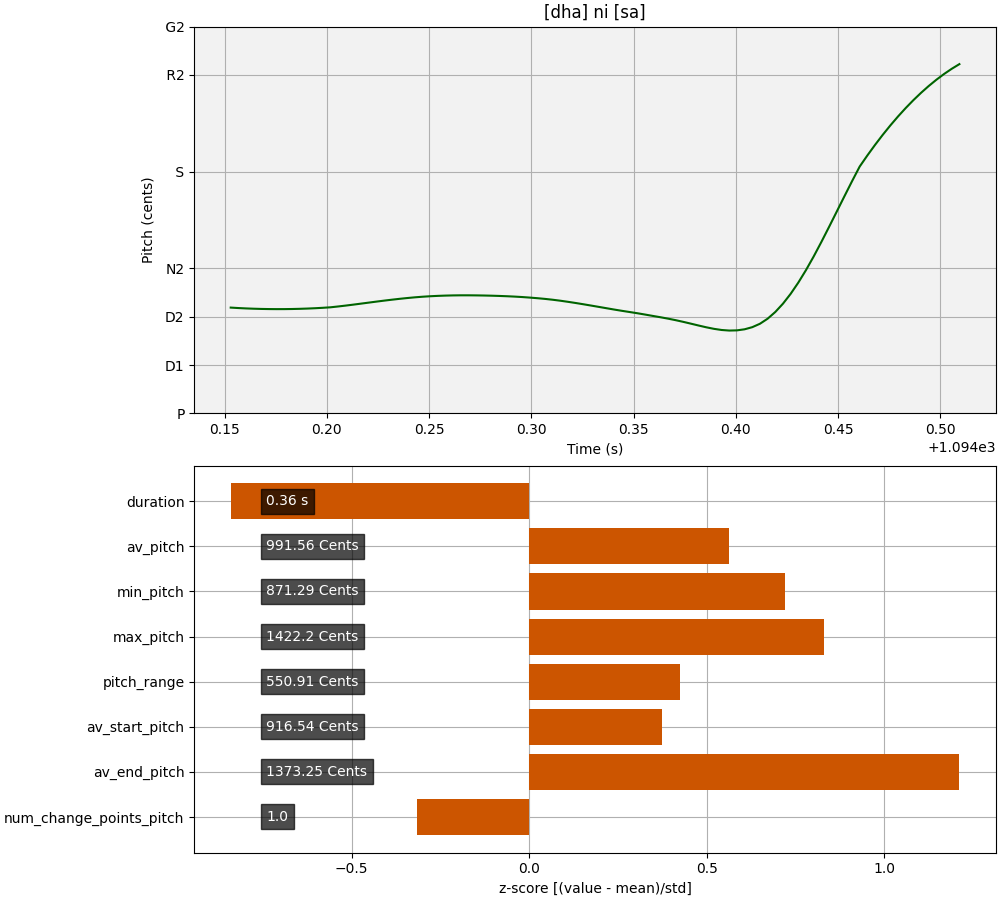 [dha] ni [sa]
G2
R2
S
N2
D2
D1
P
Pitch (cents)
0.15 0.20 0.25 0.30 0.35 0.40 0.45 0.50
Time (s)
+1.094e3
duration 0.36 s
av_pitch 991.56 Cents
min_pitch 871.29 Cents
max_pitch 1422.2 Cents
pitch_range 550.91 Cents
av_start_pitch 916.54 Cents
av_end_pitch 1373.25 Cents
num_change_points_pitch 1.0
−0.5 0.0 0.5 1.0
z-score [(value - mean)/std]